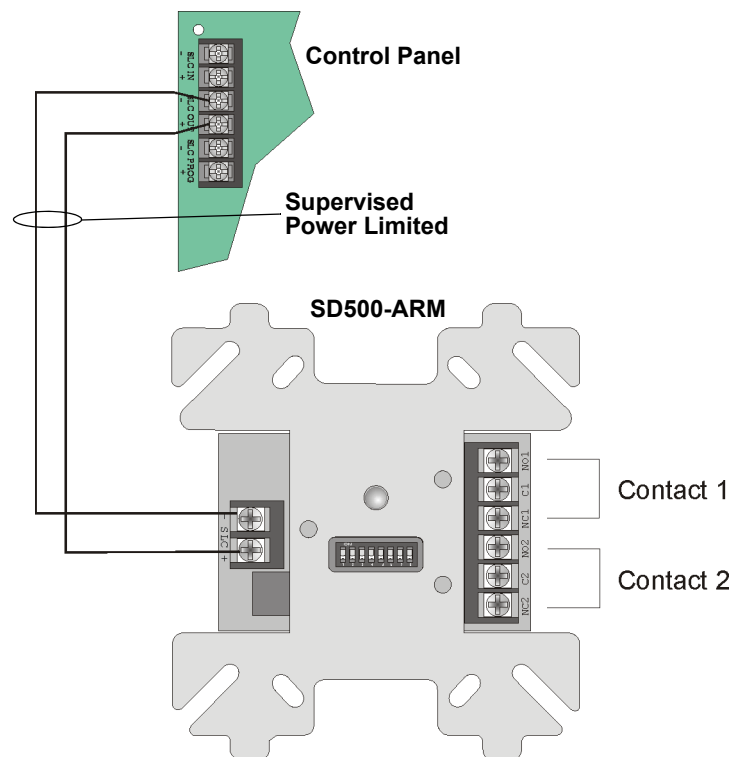 Control Panel
- SLC IN +
- SLC OUT +
- SLC PROG +
Supervised
Power Limited
SD500-ARM
- SLC +
ON
NO1
C1
NC1
Contact 1
NO2
C2
NC2
Contact 2